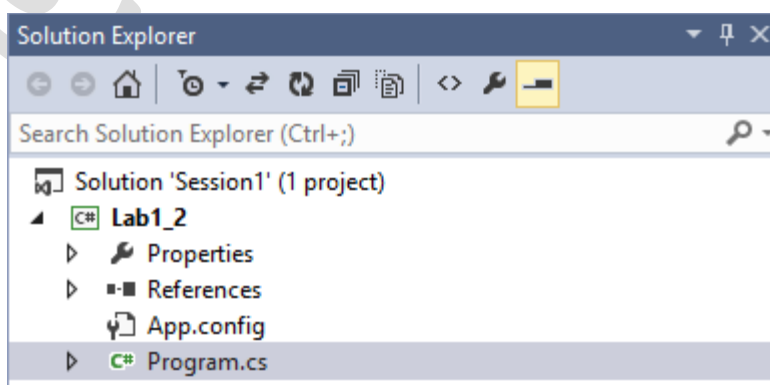 Solution Explorer
Search Solution Explorer (Ctrl+;)
Solution 'Session1' (1 project)
C# Lab1_2
Properties
References
App.config
C# Program.cs